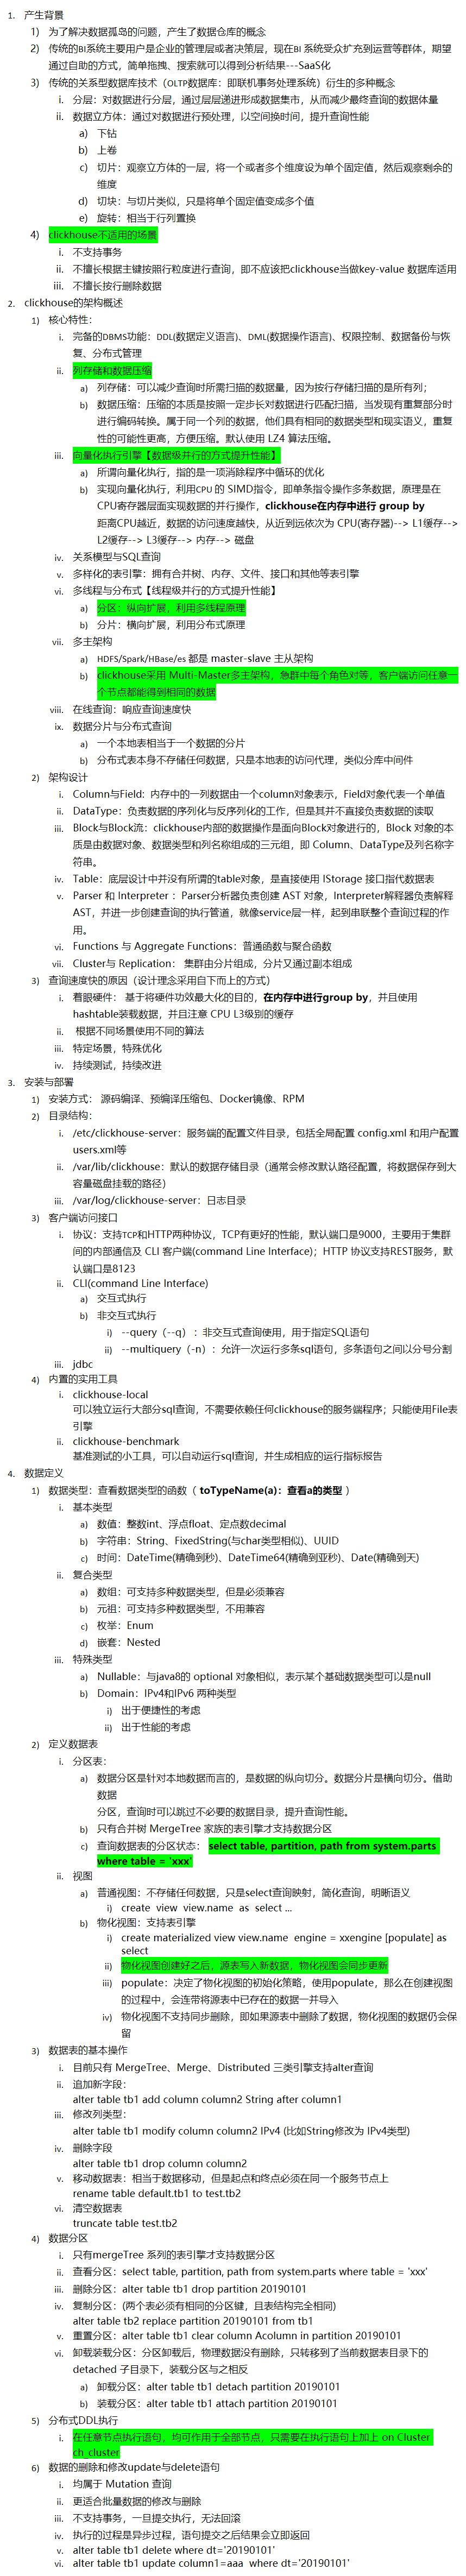 1. 产生背景
1) 为了解决数据孤岛的问题，产生了数据仓库的概念
2) 传统的BI系统主要用户是企业的管理层或者决策层，现在BI 系统受众扩充到运营等群体，期望
通过自助的方式，简单拖拽、搜索就可以得到分析结果---SaaS化
3) 传统的关系型数据库技术（OLTP数据库：即联机事务处理系统）衍生的多种概念
i. 分层：对数据进行分层，通过层层递进形成数据集市，从而减少最终查询的数据体量
ii. 数据立方体：通过对数据进行预处理，以空间换时间，提升查询性能
a) 下钻
b) 上卷
c) 切片：观察立方体的一层，将一个或者多个维度设为单个固定值，然后观察剩余的
维度
d) 切块：与切片类似，只是将单个固定值变成多个值
e) 旋转：相当于行列置换
4) clickhouse不适用的场景
i. 不支持事务
ii. 不擅长根据主键按照行粒度进行查询，即不应该把clickhouse当做key-value 数据库适用
iii. 不擅长按行删除数据
2. clickhouse的架构概述
1) 核心特性：
i. 完备的DBMS功能：DDL(数据定义语言)、DML(数据操作语言)、权限控制、数据备份与恢
复、分布式管理
ii. 列存储和数据压缩
a) 列存储：可以减少查询时所需扫描的数据量，因为按行存储扫描的是所有列；
b) 数据压缩：压缩的本质是按照一定步长对数据进行匹配扫描，当发现有重复部分时
进行编码转换。属于同一个列的数据，他们具有相同的数据类型和现实语义，重复
性的可能性更高，方便压缩。默认使用 LZ4 算法压缩。
iii. 向量化执行引擎【数据级并行的方式提升性能】
a) 所谓向量化执行，指的是一项消除程序中循环的优化
b) 实现向量化执行，利用CPU 的 SIMD指令，即单条指令操作多条数据，原理是在
CPU寄存器层面实现数据的并行操作，clickhouse在内存中进行 group by
距离CPU越近，数据的访问速度越快，从近到远依次为 CPU(寄存器)--> L1缓存-->
L2缓存--> L3缓存--> 内存--> 磁盘
iv. 关系模型与SQL查询
v. 多样化的表引擎：拥有合并树、内存、文件、接口和其他等表引擎
vi. 多线程与分布式【线程级并行的方式提升性能】
a) 分区：纵向扩展，利用多线程原理
b) 分片：横向扩展，利用分布式原理
vii. 多主架构
a) HDFS/Spark/HBase/es 都是 master-slave 主从架构
b) clickhouse采用 Multi-Master多主架构，急群中每个角色对等，客户端访问任意一
个节点都能得到相同的数据
viii. 在线查询：响应查询速度快
ix. 数据分片与分布式查询
a) 一个本地表相当于一个数据的分片
b) 分布式表本身不存储任何数据，只是本地表的访问代理，类似分库中间件
2) 架构设计
i. Column与Field：内存中的一列数据由一个column对象表示，Field对象代表一个单值
ii. DataType：负责数据的序列化与反序列化的工作，但是其并不直接负责数据的读取
iii. Block与Block流：clickhouse内部的数据操作是面向Block对象进行的，Block 对象的本
质是由数据对象、数据类型和列名称组成的三元组，即 Column、DataType及列名称字
符串。
iv. Table：底层设计中并没有所谓的table对象，是直接使用 IStorage 接口指代数据表
v. Parser 和 Interpreter ：Parser分析器负责创建 AST 对象，Interpreter解释器负责解释
AST，并进一步创建查询的执行管道，就像service层一样，起到串联整个查询过程的作
用。
vi. Functions 与 Aggregate Functions：普通函数与聚合函数
vii. Cluster与 Replication： 集群由分片组成，分片又通过副本组成
3) 查询速度快的原因（设计理念采用自下而上的方式）
i. 着眼硬件： 基于将硬件功效最大化的目的，在内存中进行group by，并且使用
hashtable装载数据，并且注意 CPU L3级别的缓存
ii. 根据不同场景使用不同的算法
iii. 特定场景，特殊优化
iv. 持续测试，持续改进
3. 安装与部署
1) 安装方式： 源码编译、预编译压缩包、Docker镜像、RPM
2) 目录结构：
i. /etc/clickhouse-server：服务端的配置文件目录，包括全局配置 config.xml 和用户配置
users.xml等
ii. /var/lib/clickhouse：默认的数据存储目录（通常会修改默认路径配置，将数据保存到大
容量磁盘挂载的路径）
iii. /var/log/clickhouse-server：日志目录
3) 客户端访问接口
i. 协议：支持TCP和HTTP两种协议，TCP有更好的性能，默认端口是9000，主要用于集群
间的内部通信及 CLI 客户端(command Line Interface)；HTTP 协议支持REST服务，默
认端口是8123
ii. CLI(command Line Interface)
a) 交互式执行
b) 非交互式执行
i) --query（--q）：非交互式查询使用，用于指定SQL语句
ii) --multiquery（-n）：允许一次运行多条sql语句，多条语句之间以分号分割
iii. jdbc
4) 内置的实用工具
i. clickhouse-local
可以独立运行大部分sql查询，不需要依赖任何clickhouse的服务端程序；只能使用File表
引擎
ii. clickhouse-benchmark
基准测试的小工具，可以自动运行sql查询，并生成相应的运行指标报告
4. 数据定义
1) 数据类型：查看数据类型的函数（ toTypeName(a)：查看a的类型 ）
i. 基本类型
a) 数值：整数int、浮点float、定点数decimal
b) 字符串：String、FixedString(与char类型相似)、UUID
c) 时间：DateTime(精确到秒)、DateTime64(精确到亚秒)、Date(精确到天)
ii. 复合类型
a) 数组：可支持多种数据类型，但是必须兼容
b) 元祖：可支持多种数据类型，不用兼容
c) 枚举：Enum
d) 嵌套：Nested
iii. 特殊类型
a) Nullable：与java8的 optional 对象相似，表示某个基础数据类型可以是null
b) Domain：IPv4和IPv6 两种类型
i) 出于便捷性的考虑
ii) 出于性能的考虑
2) 定义数据表
i. 分区表：
a) 数据分区是针对本地数据而言的，是数据的纵向切分。数据分片是横向切分。借助
数据
分区，查询时可以跳过不必要的数据目录，提升查询性能。
b) 只有合并树 MergeTree 家族的表引擎才支持数据分区
c) 查询数据表的分区状态： select table, partition, path from system.parts
where table = 'xxx'
ii. 视图
a) 普通视图：不存储任何数据，只是select查询映射，简化查询，明晰语义
i) create view view.name as select ...
b) 物化视图：支持表引擎
i) create materialized view view.name engine = xxengine [populate] as
select
ii) 物化视图创建好之后，源表写入新数据，物化视图会同步更新
iii) populate：决定了物化视图的初始化策略，使用populate，那么在创建视图
的过程中，会连带将源表中已存在的数据一并导入
iv) 物化视图不支持同步删除，即如果源表中删除了数据，物化视图的数据仍会保
留
3) 数据表的基本操作
i. 目前只有 MergeTree、Merge、Distributed 三类引擎支持alter查询
ii. 追加新字段：
alter table tb1 add column column2 String after column1
iii. 修改列类型：
alter table tb1 modify column column2 IPv4 (比如String修改为 IPv4类型)
iv. 删除字段
alter table tb1 drop column column2
v. 移动数据表：相当于数据移动，但是起点和终点必须在同一个服务节点上
rename table default.tb1 to test.tb2
vi. 清空数据表
truncate table test.tb2
4) 数据分区
i. 只有mergeTree 系列的表引擎才支持数据分区
ii. 查看分区：select table, partition, path from system.parts where table = 'xxx'
iii. 删除分区：alter table tb1 drop partition 20190101
iv. 复制分区：(两个表必须有相同的分区键，且表结构完全相同)
alter table tb2 replace partition 20190101 from tb1
v. 重置分区：alter table tb1 clear column Acolumn in partition 20190101
vi. 卸载装载分区：分区卸载后，物理数据没有删除，只转移到了当前数据表目录下的
detached 子目录下，装载分区与之相反
a) 卸载分区：alter table tb1 detach partition 20190101
b) 装载分区：alter table tb1 attach partition 20190101
5) 分布式DDL执行
i. 在任意节点执行语句，均可作用于全部节点，只需要在执行语句上加上 on Cluster
ch_cluster
6) 数据的删除和修改update与delete语句
i. 均属于 Mutation 查询
ii. 更适合批量数据的修改与删除
iii. 不支持事务，一旦提交执行，无法回滚
iv. 执行的过程是异步过程，语句提交之后结果会立即返回
v. alter table tb1 delete where dt='20190101'
vi. alter table tb1 update column1=aaa where dt='20190101'